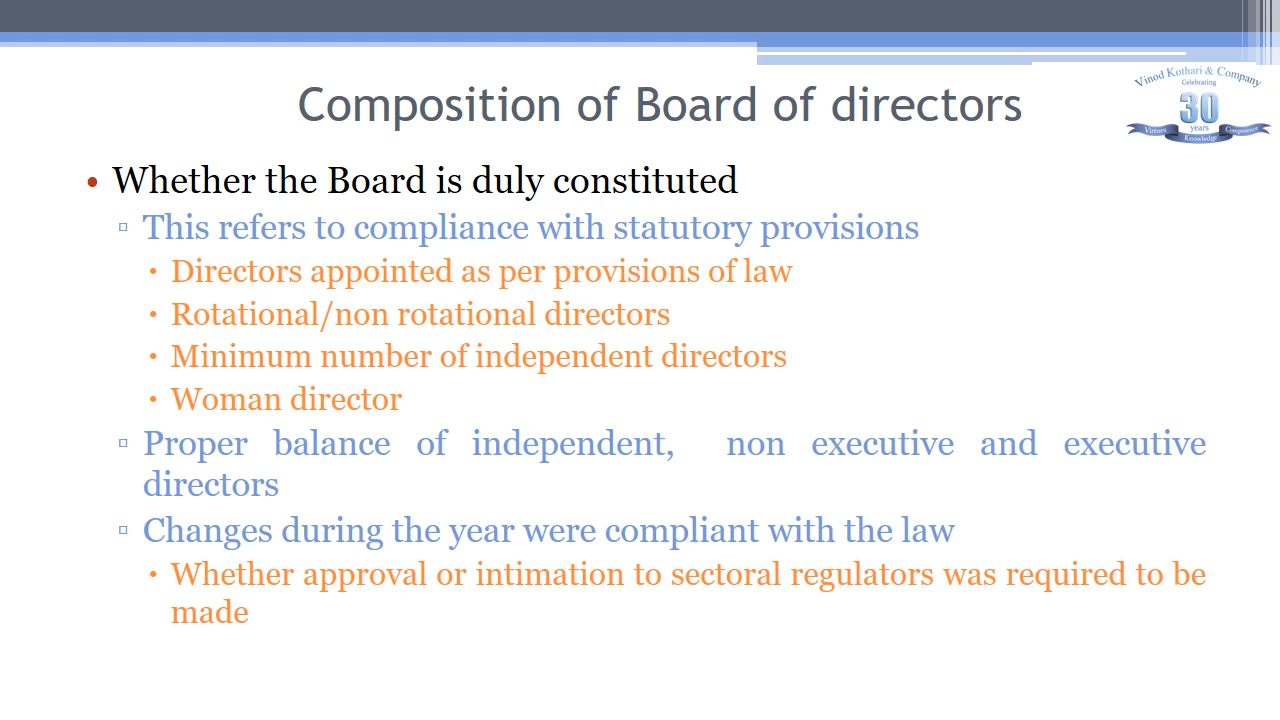 Composition of Board of directors
Vinod Kothari & Company
Celebrating
30
years
Virtues
Knowledge
Competence
• Whether the Board is duly constituted
▫ This refers to compliance with statutory provisions
▪ Directors appointed as per provisions of law
▪ Rotational/non rotational directors
▪ Minimum number of independent directors
▪ Woman director
▫ Proper balance of independent, non executive and executive
directors
▫ Changes during the year were compliant with the law
▪ Whether approval or intimation to sectoral regulators was required to be
made